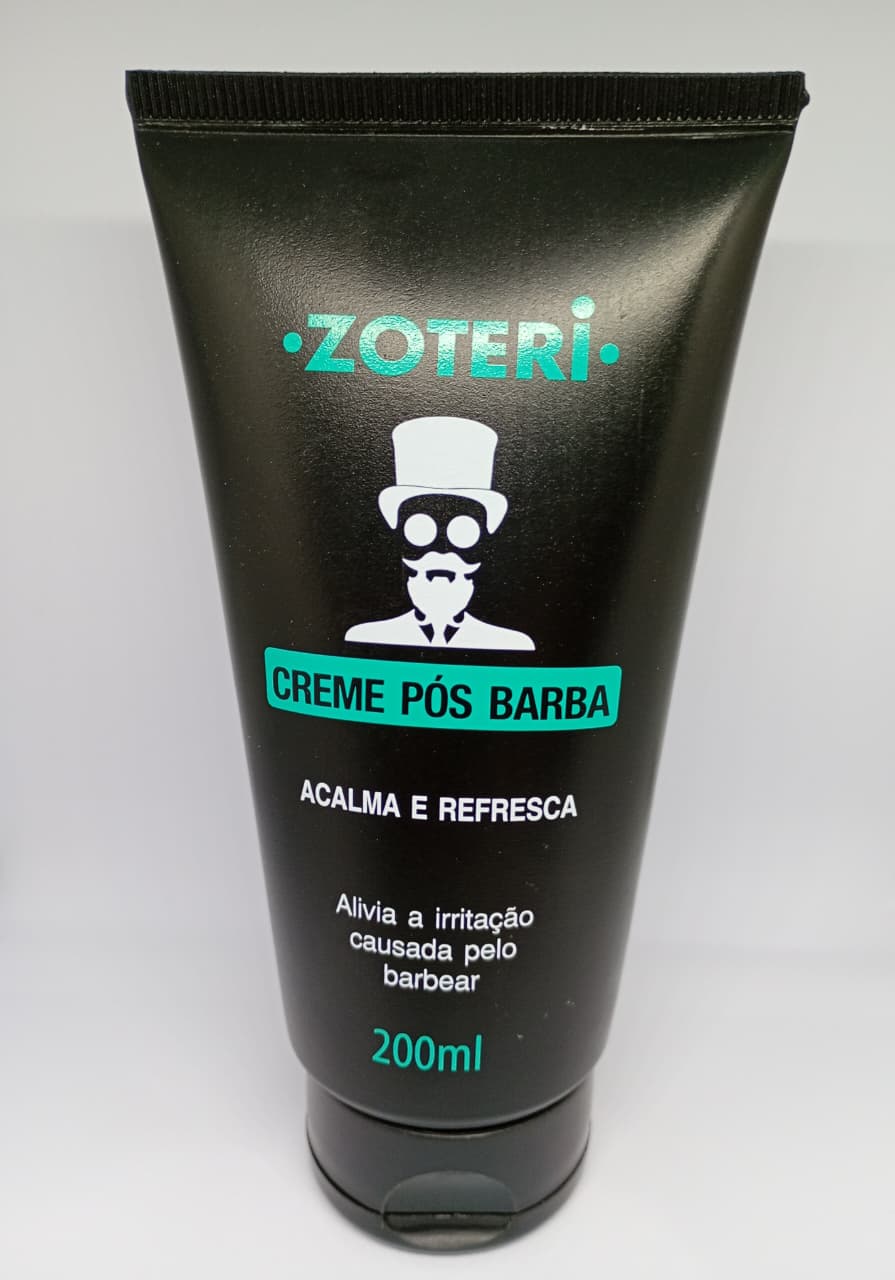 ·ZOTERi·
CREME PÓS BARBA
ACALMA E REFRESCA
Alivia a irritação
causada pelo
barbear
200ml